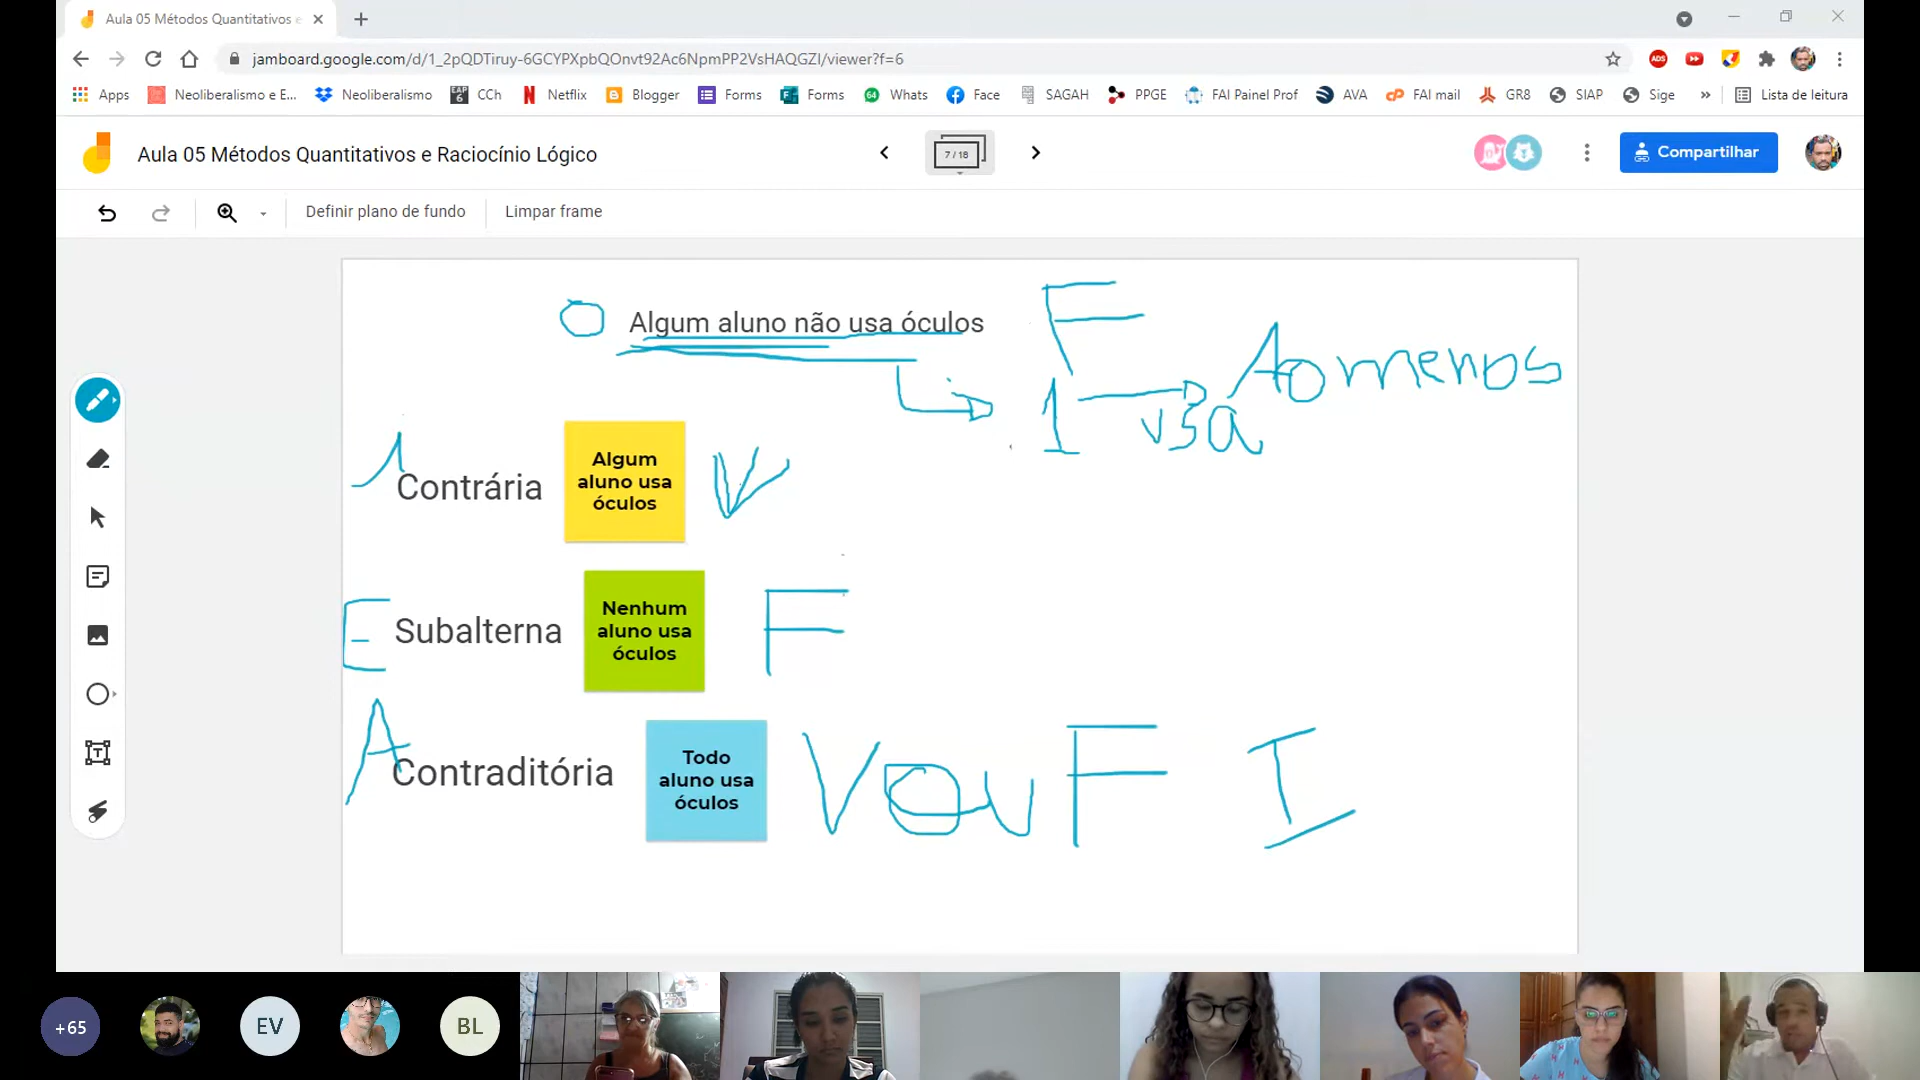 Aula 05 Métodos Quantitativos e
jamboard.google.com/d/1_2pQDTiruy-6GCYPXpbQOnvt92Ac6NpmPP2VsHAQGZI/viewer?f=6
ADS
Apps Neoliberalismo e E... Neoliberalismo EAP 6 CCh Netflix Blogger Forms Forms 64 Whats Face SAGAH PPGE FAI Painel Prof AVA FAI mail GR8 SIAP Sige » Lista de leitura
Aula 05 Métodos Quantitativos e Raciocínio Lógico
7 / 18
Compartilhar
Definir plano de fundo Limpar frame
O Algum aluno não usa óculos F
1 usa Ao menos
Contrária
Algum
aluno usa
óculos
V
E Subalterna
Nenhum
aluno usa
óculos
F
A Contraditória
Todo
aluno usa
óculos
V ou F I
+65 EV BL